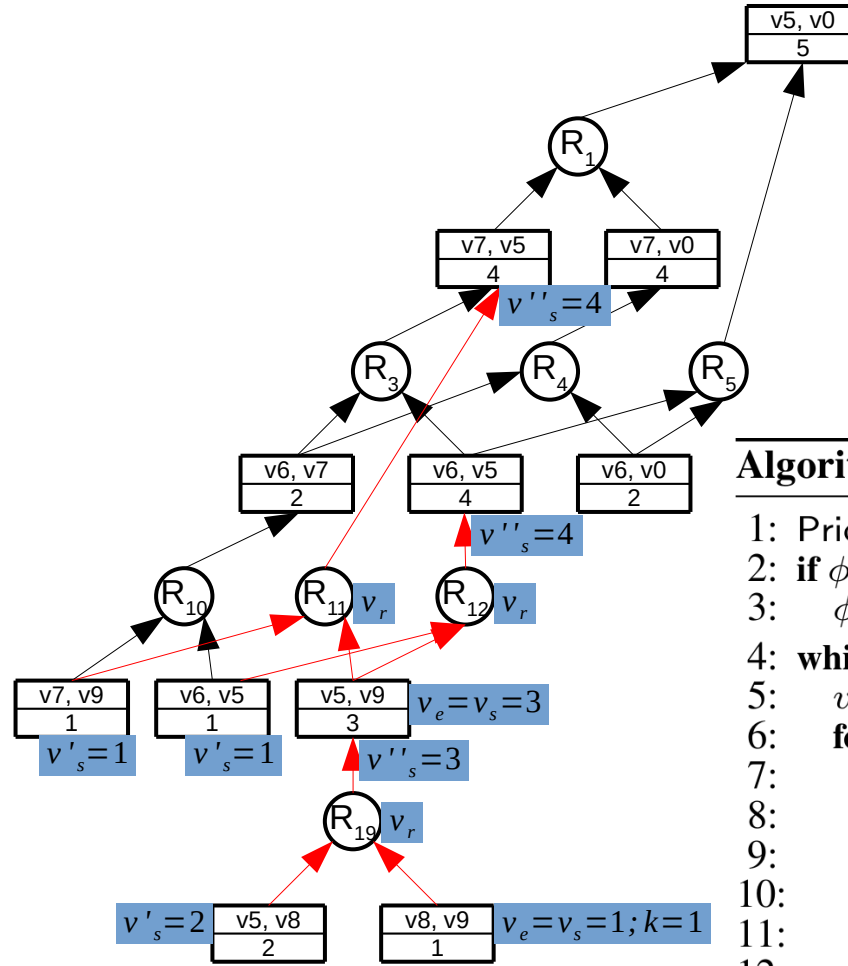 v5, v0
5
R1
v7, v5
4
v7, v0
4
v''s=4
R3
R4
R5
v6, v7
2
v6, v5
4
v6, v0
2
v''s=4
R10
R11
vr
R12
vr
v7, v9
1
v6, v5
1
v5, v9
3
ve=vs=3
v's=1
v's=1
v''s=3
R19
vr
v's=2
v5, v8
2
v8, v9
1
ve=vs=1;k=1
Algorit
1: Pric
2: if ϕ
3: ϕ
4: whi
5: v
6: fo
7:
8:
9:
10:
11: